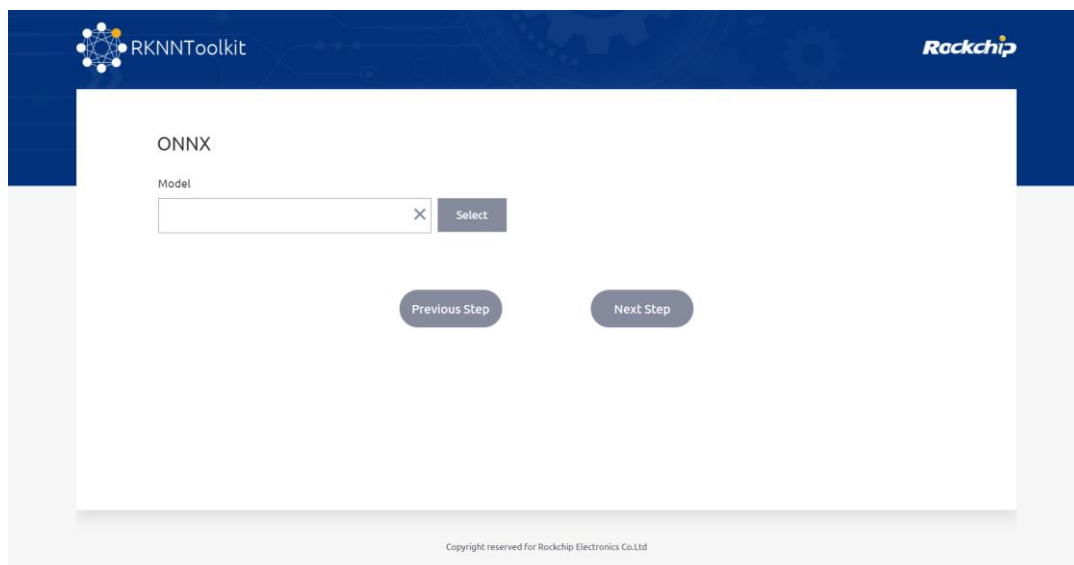 RKNNToolkit
Rockchip
ONNX
Model
Select
Previous Step
Next Step
Copyright reserved for Rockchip Electronics Co.Ltd